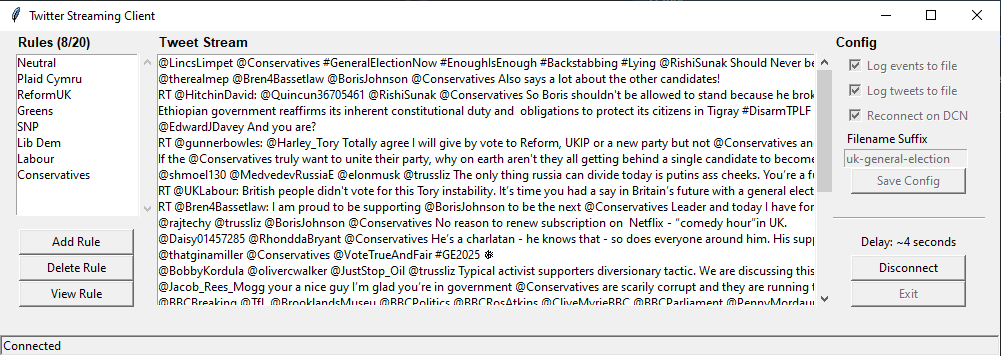 Twitter Streaming Client
Rules (8/20)
Neutral
Plaid Cymru
ReformUK
Greens
SNP
Lib Dem
Labour
Conservatives
Add Rule
Delete Rule
View Rule
Tweet Stream
@LincsLimpet @Conservatives #GeneralElectionNow #EnoughIsEnough #Backstabbing #Lying @RishiSunak Should Never be
@therealmep @Bren4Bassetlaw @BorisJohnson @Conservatives Also says a lot about the other candidates!
RT @HitchinDavid: @Quincun36705461 @RishiSunak @Conservatives So Boris shouldn't be allowed to stand because he brok
Ethiopian government reaffirms its inherent constitutional duty and  obligations to protect its citizens in Tigray #DisarmTPLF
@EdwardJDavey And you are?
RT @gunnerbowles: @Harley_Tory Totally agree I will give by vote to Reform, UKIP or a new party but not @Conservatives an
If the @Conservatives truly want to unite their party, why on earth aren't they all getting behind a single candidate to become
@shmoel130 @MedvedevRussiaE @elonmusk @trussliz The only thing russia can divide today is putins ass cheeks. You're a fu
RT @UKLabour: British people didn't vote for this Tory instability. It's time you had a say in Britain's future with a general elect
RT @Bren4Bassetlaw: I am proud to be supporting @BorisJohnson to be the next @Conservatives Leader and today I have for
@rajtechy @trussliz @BorisJohnson @Conservatives No reason to renew subscription on  Netflix - "comedy hour"in UK.
@Daisy01457285 @RhonddaBryant @Conservatives He's a charlatan - he knows that - so does everyone around him. His supp
@thatginamiller @Conservatives @VoteTrueAndFair #GE2025
@BobbyKordula @olivercwalker @JustStop_Oil @trussliz Typical activist supporters diversionary tactic. We are discussing this
@Jacob_Rees_Mogg your a nice guy I'm glad you're in government @Conservatives are scarily corrupt and they are running t
@BBCBreaking @TfL @BrooklandsMuseu @BBCPolitics @BBCRosAtkins @CliveMyrieBBC @BBCParliament @PennyMordaun
Config
Log events to file
Log tweets to file
Reconnect on DCN
Filename Suffix
uk-general-election
Save Config
Delay: ~4 seconds
Disconnect
Exit
Connected